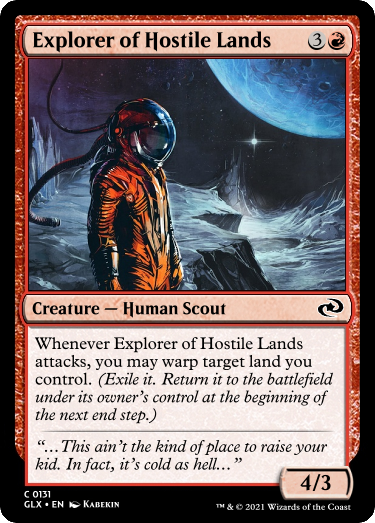 Explorer of Hostile Lands 3
Creature — Human Scout
Whenever Explorer of Hostile Lands
attacks, you may warp target land you
control. (Exile it. Return it to the battlefield
under its owner's control at the beginning of
the next end step.)
“…This ain't the kind of place to raise your
kid. In fact, it's cold as hell…”
4/3
C 0131
GLX • EN Kabekin
™ & © 2021 Wizards of the Coast